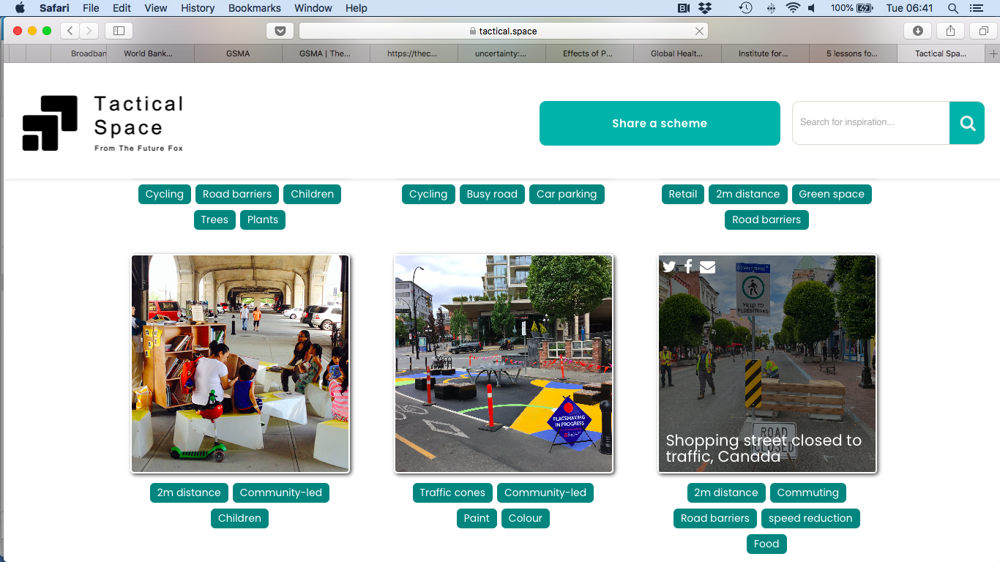 Safari File Edit View History Bookmarks Window Help 100% Tue 06:41
tactical.space
Broadban World Bank... GSMA GSMA | The... https://thec... uncertainty:... Effects of P... Global Healt... Institute for... 5 lessons fo... Tactical Spa...
Tactical
Space
From The Future Fox
Share a scheme
Search for inspiration...
Cycling Road barriers Children
Trees Plants
Cycling Busy road Car parking
Retail 2m distance Green space
Road barriers
PLACEMAKING
IN PROGRESS
Government
YIELD TO
PEDESTRIANS
ROAD
CLOSED
Shopping street closed to
traffic, Canada
2m distance Community-led
Children
Traffic cones Community-led
Paint Colour
2m distance Commuting
Road barriers speed reduction
Food